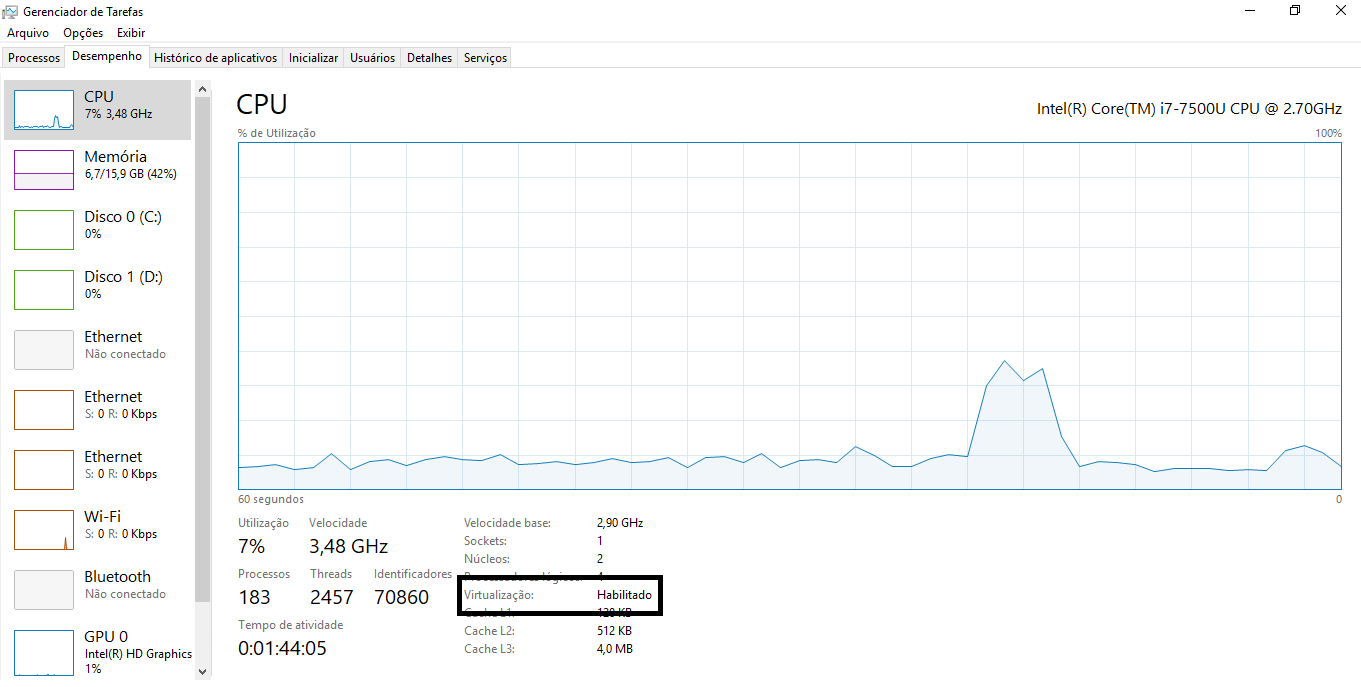 Gerenciador de Tarefas
Arquivo Opções Exibir
Processos Desempenho Histórico de aplicativos Inicializar Usuários Detalhes Serviços
CPU
7% 3,48 GHz
Memória
6,7/15,9 GB (42%)
Disco 0 (C:)
0%
Disco 1 (D:)
0%
Ethernet
Não conectado
Ethernet
S: 0 R: 0 Kbps
Ethernet
S: 0 R: 0 Kbps
Wi-Fi
S: 0 R: 0 Kbps
Bluetooth
Não conectado
GPU 0
Intel(R) HD Graphics
1%
CPU
Intel(R) Core(TM) i7-7500U CPU @ 2.70GHz
% de Utilização 100%
60 segundos 0
Utilização Velocidade
7% 3,48 GHz
Processos Threads Identificadores
183 2457 70860
Tempo de atividade
0:01:44:05
Velocidade base: 2,90 GHz
Sockets: 1
Núcleos: 2
Processadores lógicos: 4
Virtualização: Habilitado
Cache L1: 128 KB
Cache L2: 512 KB
Cache L3: 4,0 MB